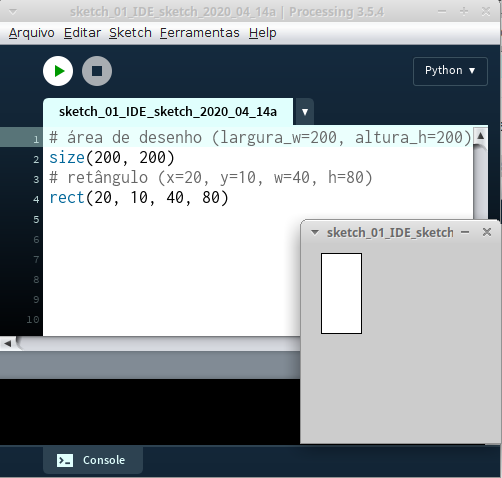 sketch_01_IDE_sketch_2020_04_14a | Processing 3.5.4
Arquivo Editar Sketch Ferramentas Help
Python ▾
sketch_01_IDE_sketch_2020_04_14a ▾
1 # área de desenho (largura_w=200, altura_h=200)
2 size(200, 200)
3 # retângulo (x=20, y=10, w=40, h=80)
4 rect(20, 10, 40, 80)
5
6
7
8
9
10
sketch_01_IDE_sketch
Console